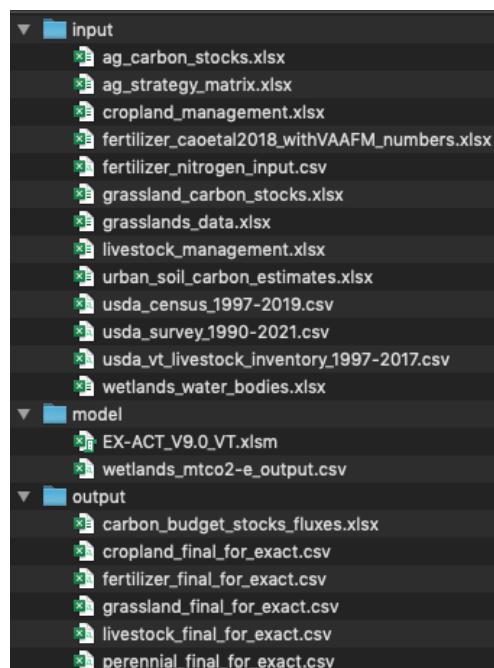 input
ag_carbon_stocks.xlsx
ag_strategy_matrix.xlsx
cropland_management.xlsx
fertilizer_caoetal2018_withVAAFM_numbers.xlsx
fertilizer_nitrogen_input.csv
grassland_carbon_stocks.xlsx
grasslands_data.xlsx
livestock_management.xlsx
urban_soil_carbon_estimates.xlsx
usda_census_1997-2019.csv
usda_survey_1990-2021.csv
usda_vt_livestock_inventory_1997-2017.csv
wetlands_water_bodies.xlsx
model
EX-ACT_V9.0_VT.xlsm
wetlands_mtco2-e_output.csv
output
carbon_budget_stocks_fluxes.xlsx
cropland_final_for_exact.csv
fertilizer_final_for_exact.csv
grassland_final_for_exact.csv
livestock_final_for_exact.csv
perennial_final_for_exact.csv